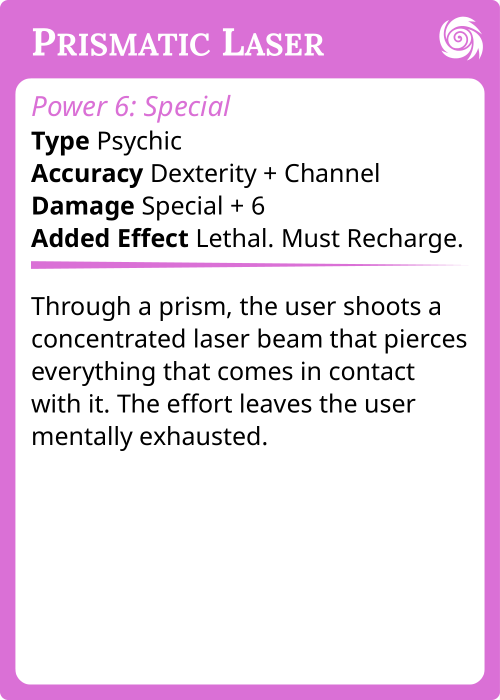 Prismatic Laser
Power 6: Special
Type Psychic
Accuracy Dexterity + Channel
Damage Special + 6
Added Effect Lethal. Must Recharge.
Through a prism, the user shoots a
concentrated laser beam that pierces
everything that comes in contact
with it. The effort leaves the user
mentally exhausted.